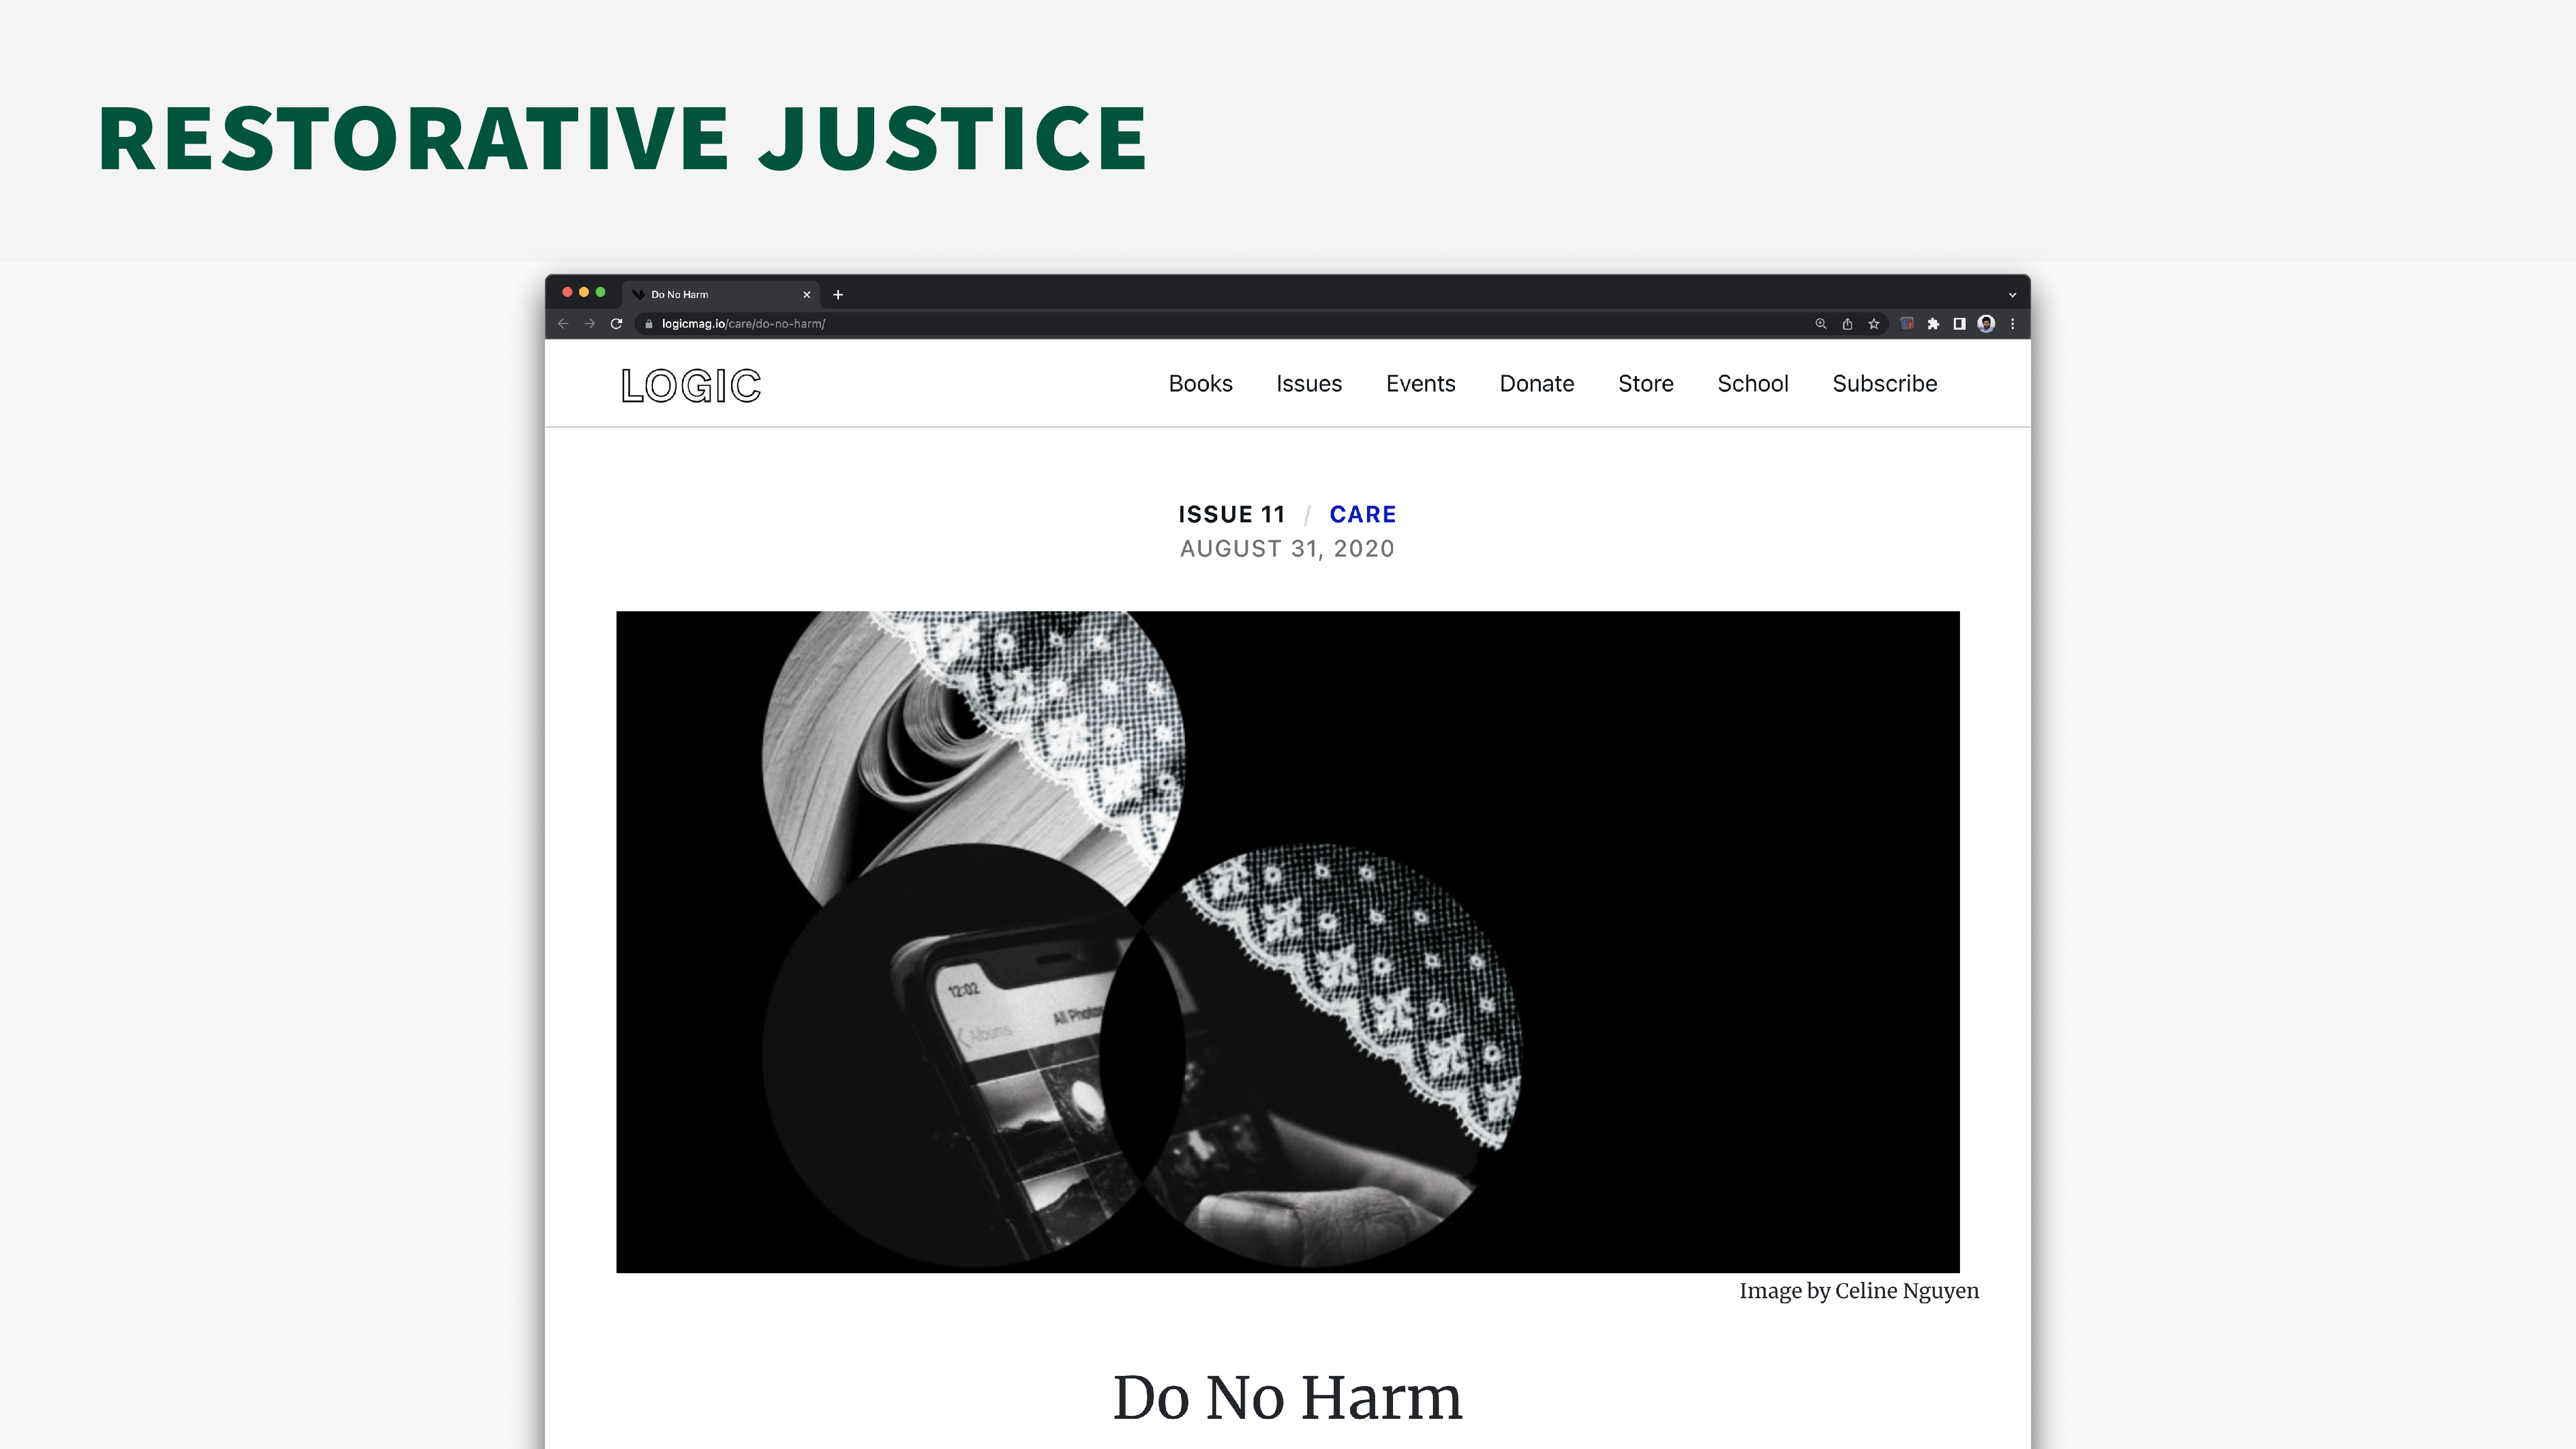 RESTORATIVE JUSTICE
Do No Harm
logicmag.io/care/do-no-harm/
LOGIC
Books Issues Events Donate Store School Subscribe
ISSUE 11 / CARE
AUGUST 31, 2020
12:02
Albums All Photos
Image by Celine Nguyen
Do No Harm